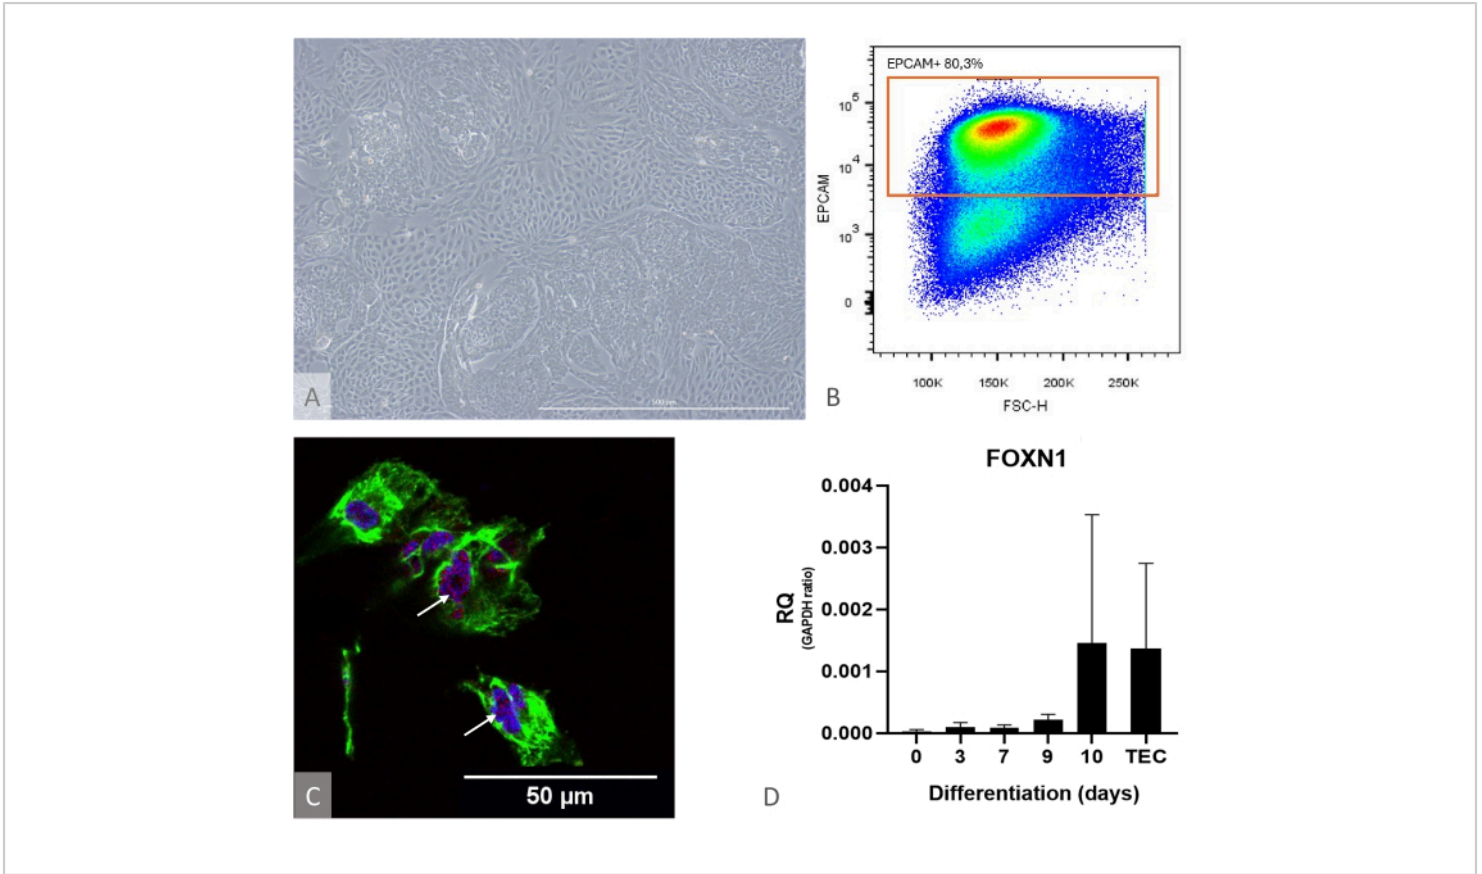 A
500 µm
EPCAM+ 80,3%
10^5
10^4
10^3
0
EPCAM
100K 150K 200K 250K
FSC-H
B
50 µm
C
FOXN1
0.004
0.003
0.002
0.001
0.000
RQ
(GAPDH ratio)
0 3 7 9 10 TEC
Differentiation (days)
D